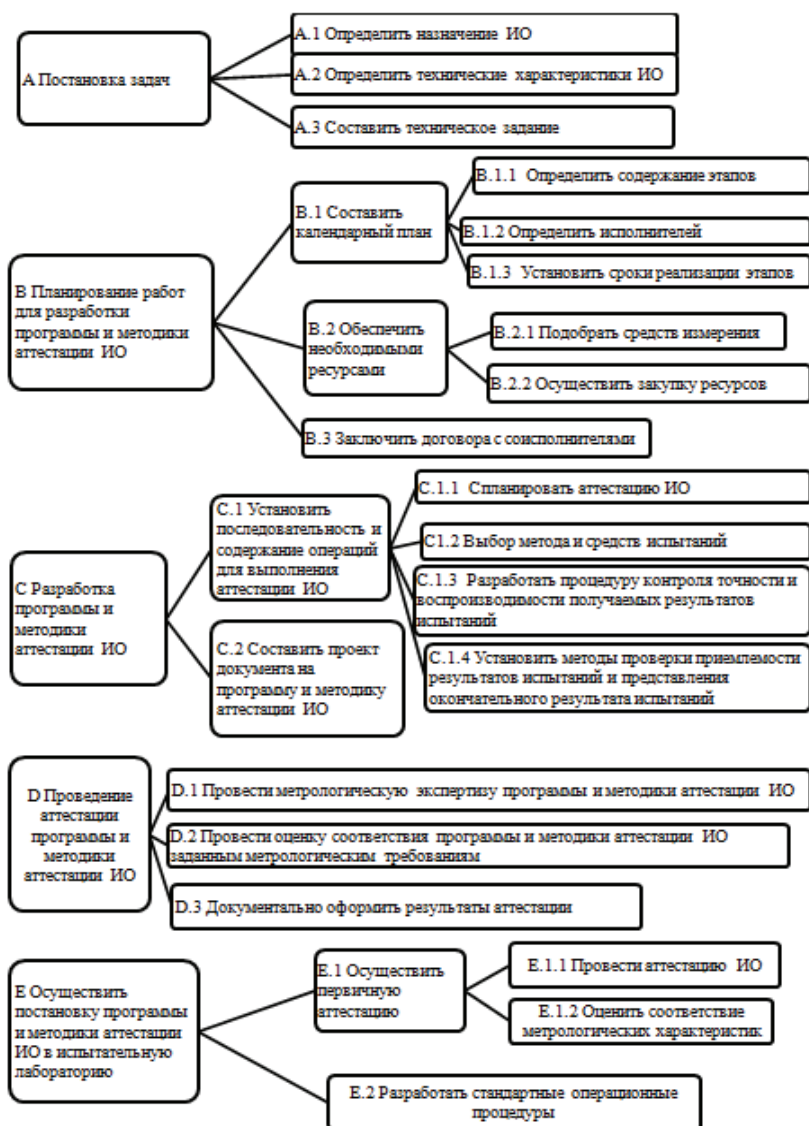 A Постановка задач
A.1 Определить назначение ИО
A.2 Определить технические характеристики ИО
A.3 Составить техническое задание
B Планирование работ
для разработки
программы и методики
аттестации ИО
B.1 Составить
календарный план
B.1.1 Определить содержание этапов
B.1.2 Определить исполнителей
B.1.3 Установить сроки реализации этапов
B.2 Обеспечить
необходимыми
ресурсами
B.2.1 Подобрать средств измерения
B.2.2 Осуществить закупку ресурсов
B.3 Заключить договора с соисполнителями
C Разработка
программы и
методики
аттестации ИО
C.1 Установить
последовательность и
содержание операций
для выполнения
аттестации ИО
C.1.1 Спланировать аттестацию ИО
C1.2 Выбор метода и средств испытаний
C.1.3 Разработать процедуру контроля точности и
воспроизводимости получаемых результатов
испытаний
C.1.4 Установить методы проверки приемлемости
результатов испытаний и представления
окончательного результата испытаний
C.2 Составить проект
документа на
программу и методику
аттестации ИО
D Проведение
аттестации
программы и
методики
аттестации ИО
D.1 Провести метрологическую экспертизу программы и методики аттестации ИО
D.2 Провести оценку соответствия программы и методики аттестации ИО
заданным метрологическим требованиям
D.3 Документально оформить результаты аттестации
E Осуществить
постановку программы
и методики аттестации
ИО в испытательную
лабораторию
E.1 Осуществить
первичную
аттестацию
E.1.1 Провести аттестацию ИО
E.1.2 Оценить соответствие
метрологических характеристик
E.2 Разработать стандартные операционные
процедуры